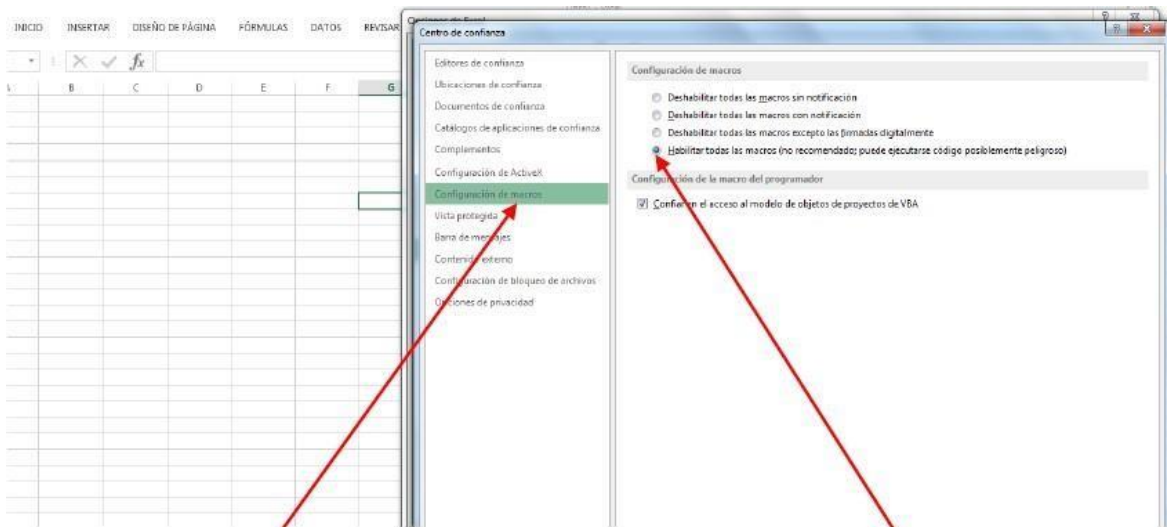 Opciones de Excel
INICIO INSERTAR DISEÑO DE PÁGINA FÓRMULAS DATOS REVISAR
Centro de confianza
fx
B C D E F G
Editores de confianza
Ubicaciones de confianza
Documentos de confianza
Catálogos de aplicaciones de confianza
Complementos
Configuración de ActiveX
Configuración de macros
Vista protegida
Barra de mensajes
Contenido externo
Configuración de bloqueo de archivos
Opciones de privacidad
Configuración de macros
Deshabilitar todas las macros sin notificación
Deshabilitar todas las macros con notificación
Deshabilitar todas las macros excepto las firmadas digitalmente
Habilitar todas las macros (no recomendado; puede ejecutarse código posiblemente peligroso)
Configuración de la macro del programador
Confiar en el acceso al modelo de objetos de proyectos de VBA